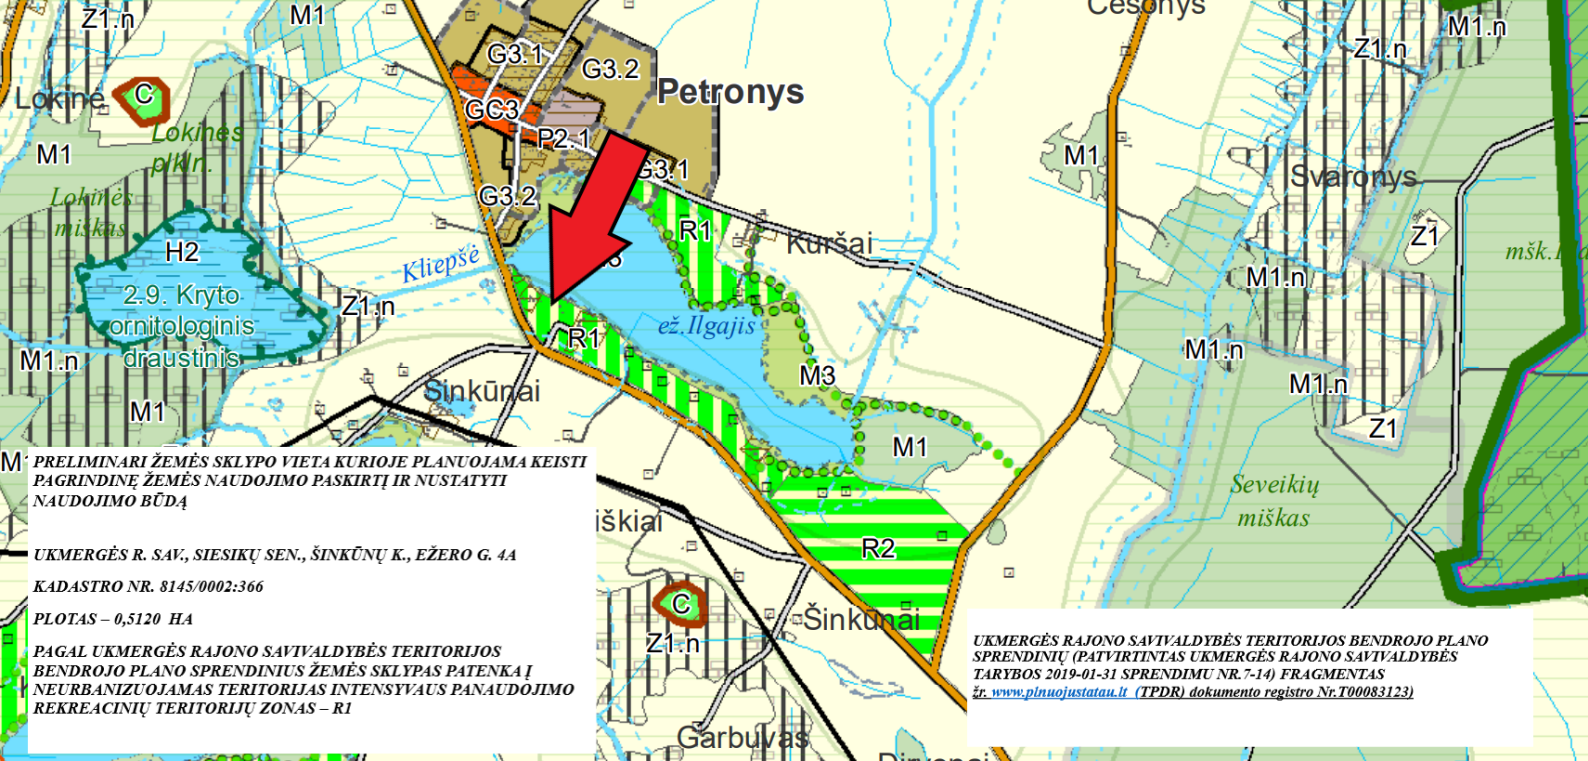 Česonys
Z1.n
M1
M1.n
Z1.n
G3.1
G3.2
Petronys
Lokinė
C
GC3
Lokinės
plkln.
P2.1
M1
M1
G3.1
Svaronys
Lokinės
miškas
G3.2
R1
Kuršai
Z1
H2
mšk.
Kliepšė
M1.n
2.9. Kryto
ornitologinis
draustinis
Z1.n
ež.Ilgajis
R1
M1.n
M1.n
M3
M1.n
Šinkūnai
M1
Z1
M1
PRELIMINARI ŽEMĖS SKLYPO VIETA KURIOJE PLANUOJAMA KEISTI
PAGRINDINĘ ŽEMĖS NAUDOJIMO PASKIRTĮ IR NUSTATYTI
NAUDOJIMO BŪDĄ
UKMERGĖS R. SAV., SIESIKŲ SEN., ŠINKŪNŲ K., EŽERO G. 4A
KADASTRO NR. 8145/0002:366
PLOTAS – 0,5120 HA
PAGAL UKMERGĖS RAJONO SAVIVALDYBĖS TERITORIJOS
BENDROJO PLANO SPRENDINIUS ŽEMĖS SKLYPAS PATENKA Į
NEURBANIZUOJAMAS TERITORIJAS INTENSYVAUS PANAUDOJIMO
REKREACINIŲ TERITORIJŲ ZONAS – R1
Seveikių
miškas
iškiai
R2
C
Šinkūnai
Z1.n
UKMERGĖS RAJONO SAVIVALDYBĖS TERITORIJOS BENDROJO PLANO
SPRENDINIŲ (PATVIRTINTAS UKMERGĖS RAJONO SAVIVALDYBĖS
TARYBOS 2019-01-31 SPRENDIMU NR.7-14) FRAGMENTAS
žr. www.plnuojustatau.lt (TPDR) dokumento registro Nr.T00083123)
Garbuvas